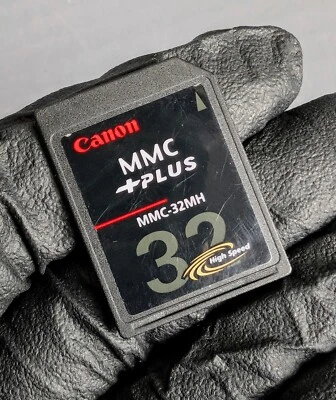 Canon
MMC
+PLUS
MMC-32MH
32
High Speed